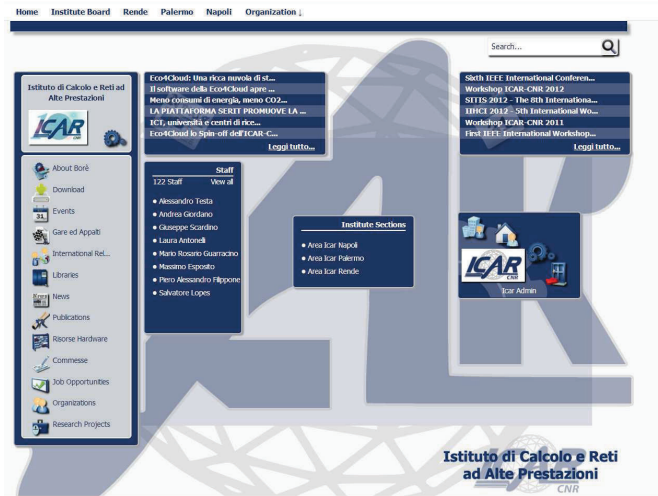 Home Institute Board Rende Palermo Napoli Organization ↓
Search...
Istituto di Calcolo e Reti ad
Alte Prestazioni
ICAR
CNR
About Borè
Download
Events
31
Gare ed Appalti
International Rel...
Libraries
News
Publications
Risorse Hardware
Commesse
Job Opportunities
Organizations
Research Projects
Eco4Cloud: Una ricca nuvola di st...
Il software della Eco4Cloud apre ...
Meno consumi di energia, meno CO2...
LA PIATTAFORMA SERIT PROMUOVE LA ...
ICT, università e centri di rice...
Eco4Cloud lo Spin-off dell'ICAR-C...
Leggi tutto...
Staff
122 Staff View all
• Alessandro Testa
• Andrea Giordano
• Giuseppe Scardino
• Laura Antonelli
• Mario Rosario Guarracino
• Massimo Esposito
• Piero Alessandro Filippone
• Salvatore Lopes
Institute Sections
• Area Icar Napoli
• Area Icar Palermo
• Area Icar Rende
Sixth IEEE International Conferen...
Workshop ICAR-CNR 2012
SITIS 2012 - The 8th Internationa...
IIHCI 2012 - 5th International Wo...
Workshop ICAR-CNR 2011
First IEEE International Workshop...
Leggi tutto...
ICAR
CNR
Icar Admin
Istituto di Calcolo e Reti
ad Alte Prestazioni
ICAR
CNR